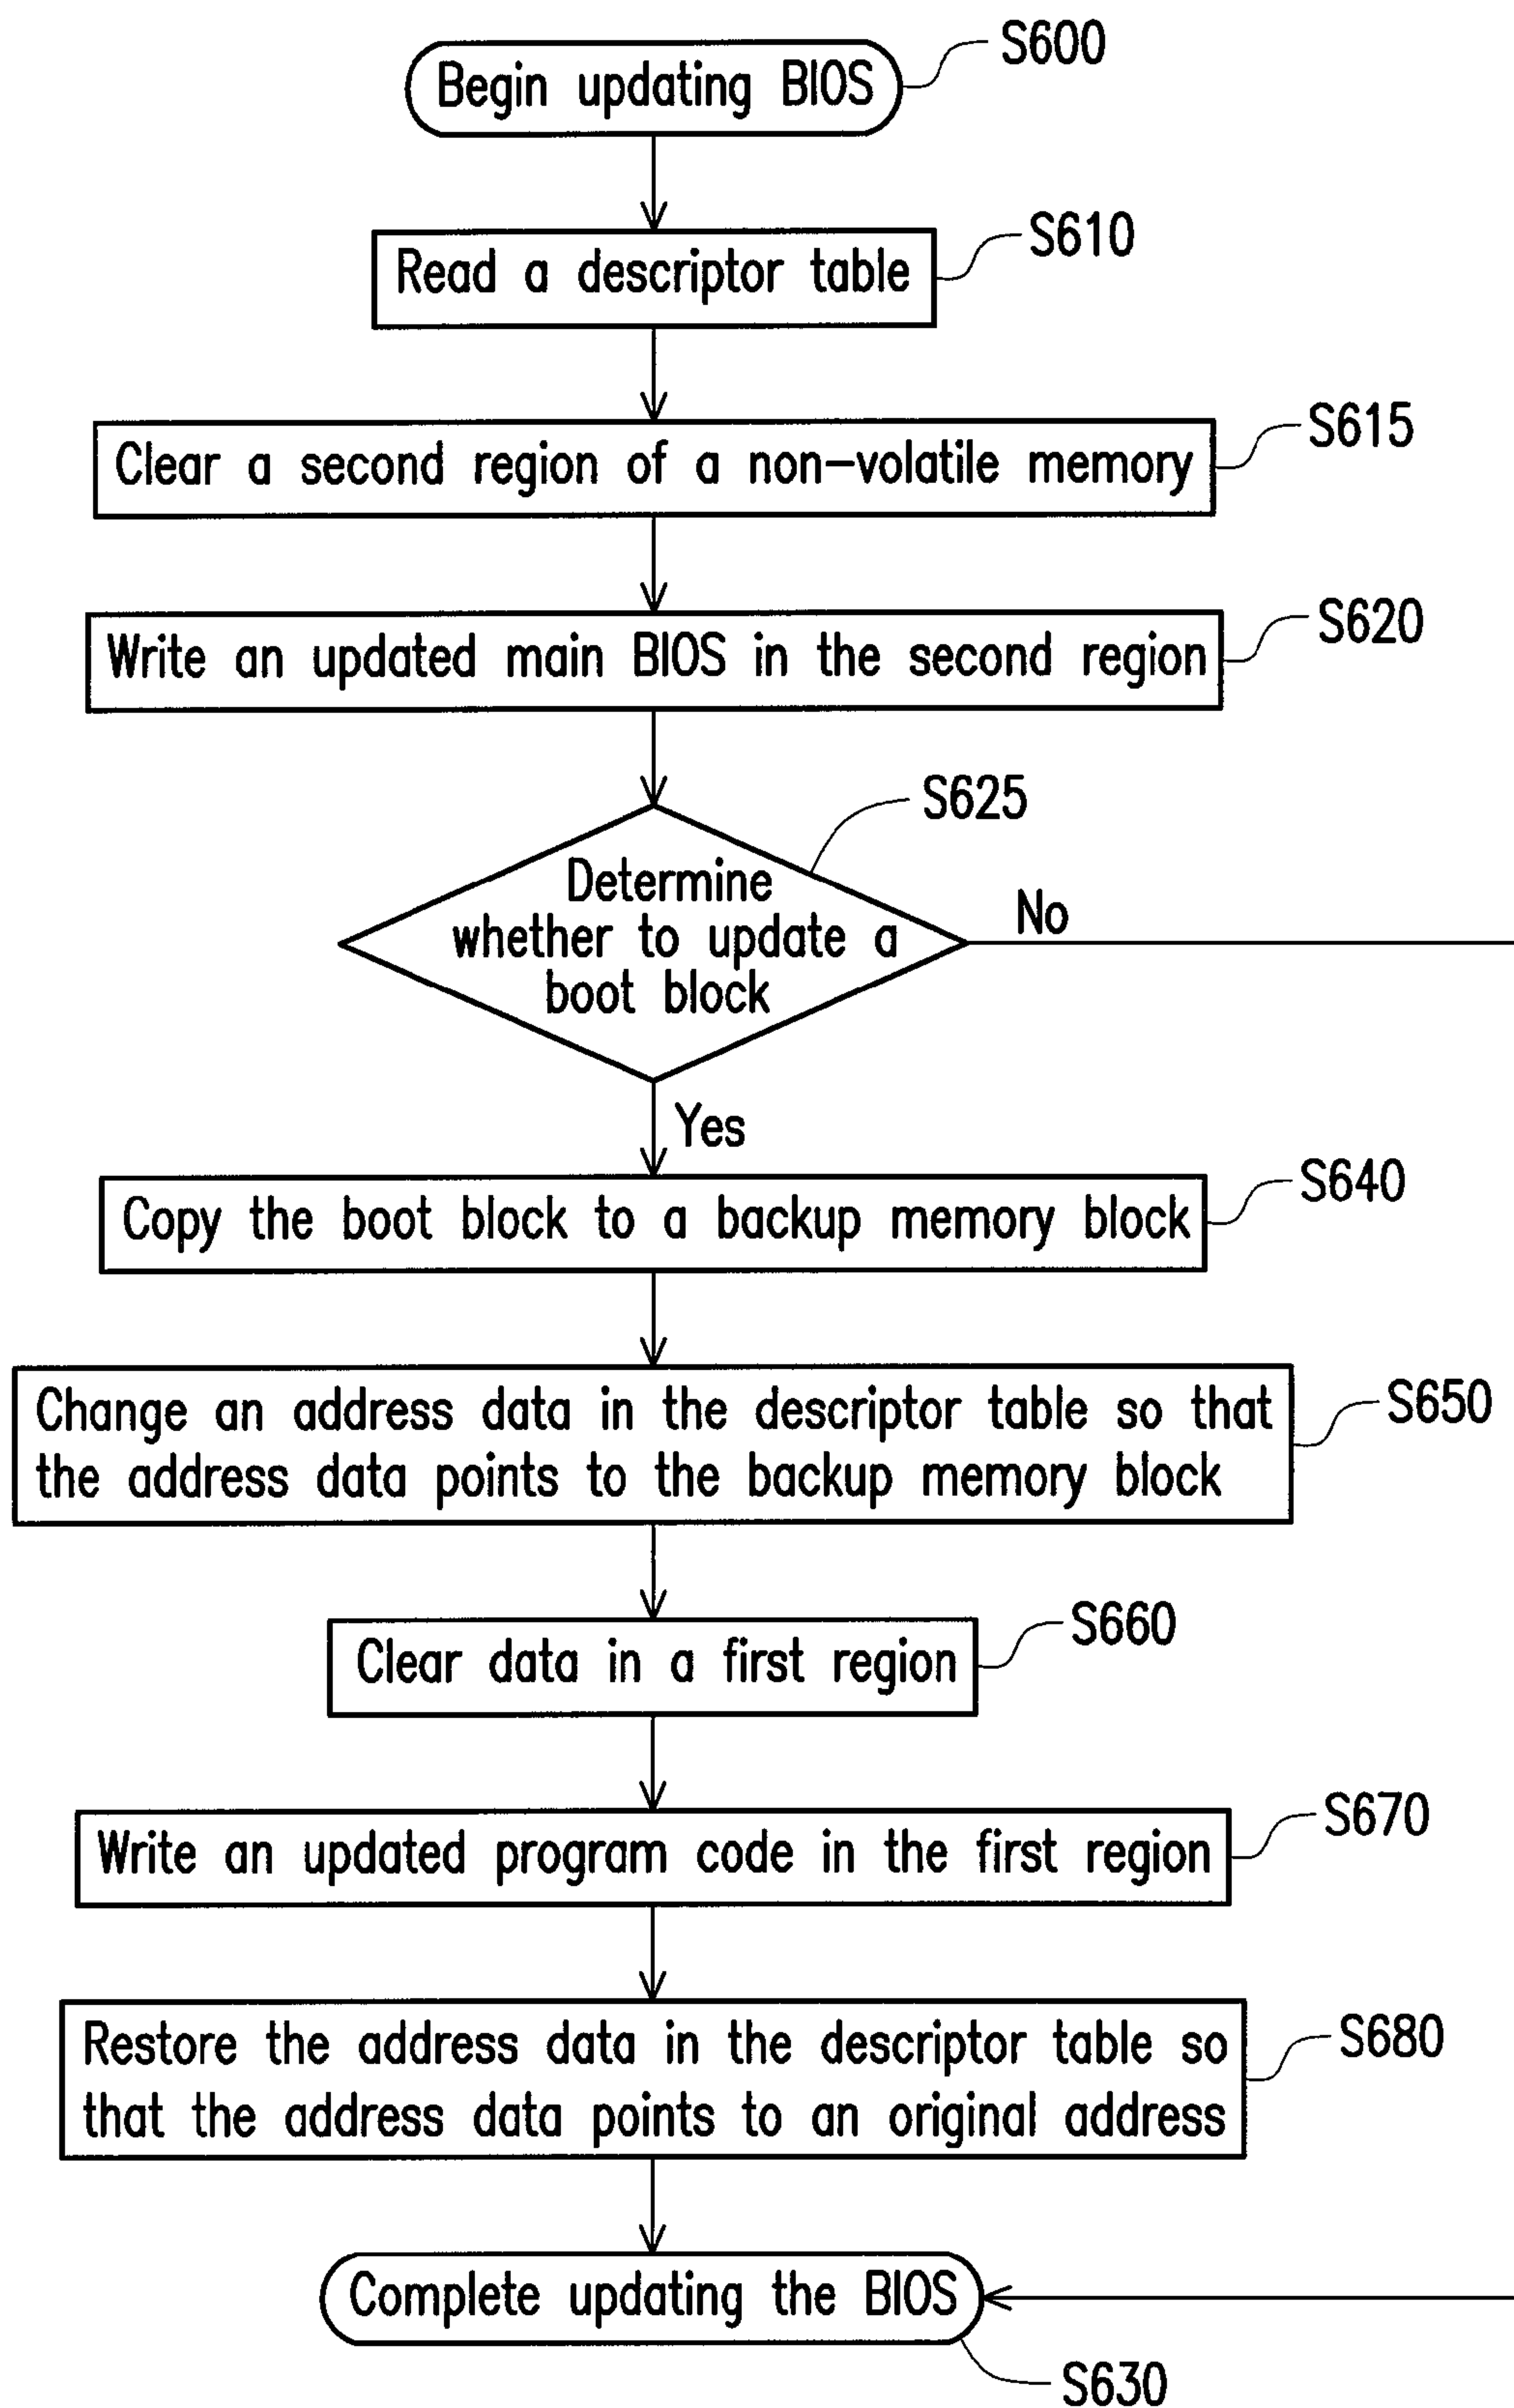 Begin updating BIOS
S600
Read a descriptor table
S610
Clear a second region of a non-volatile memory
S615
Write an updated main BIOS in the second region
S620
Determine
whether to update a
boot block
S625
No
Yes
Copy the boot block to a backup memory block
S640
Change an address data in the descriptor table so that
the address data points to the backup memory block
S650
Clear data in a first region
S660
Write an updated program code in the first region
S670
Restore the address data in the descriptor table so
that the address data points to an original address
S680
Complete updating the BIOS
S630